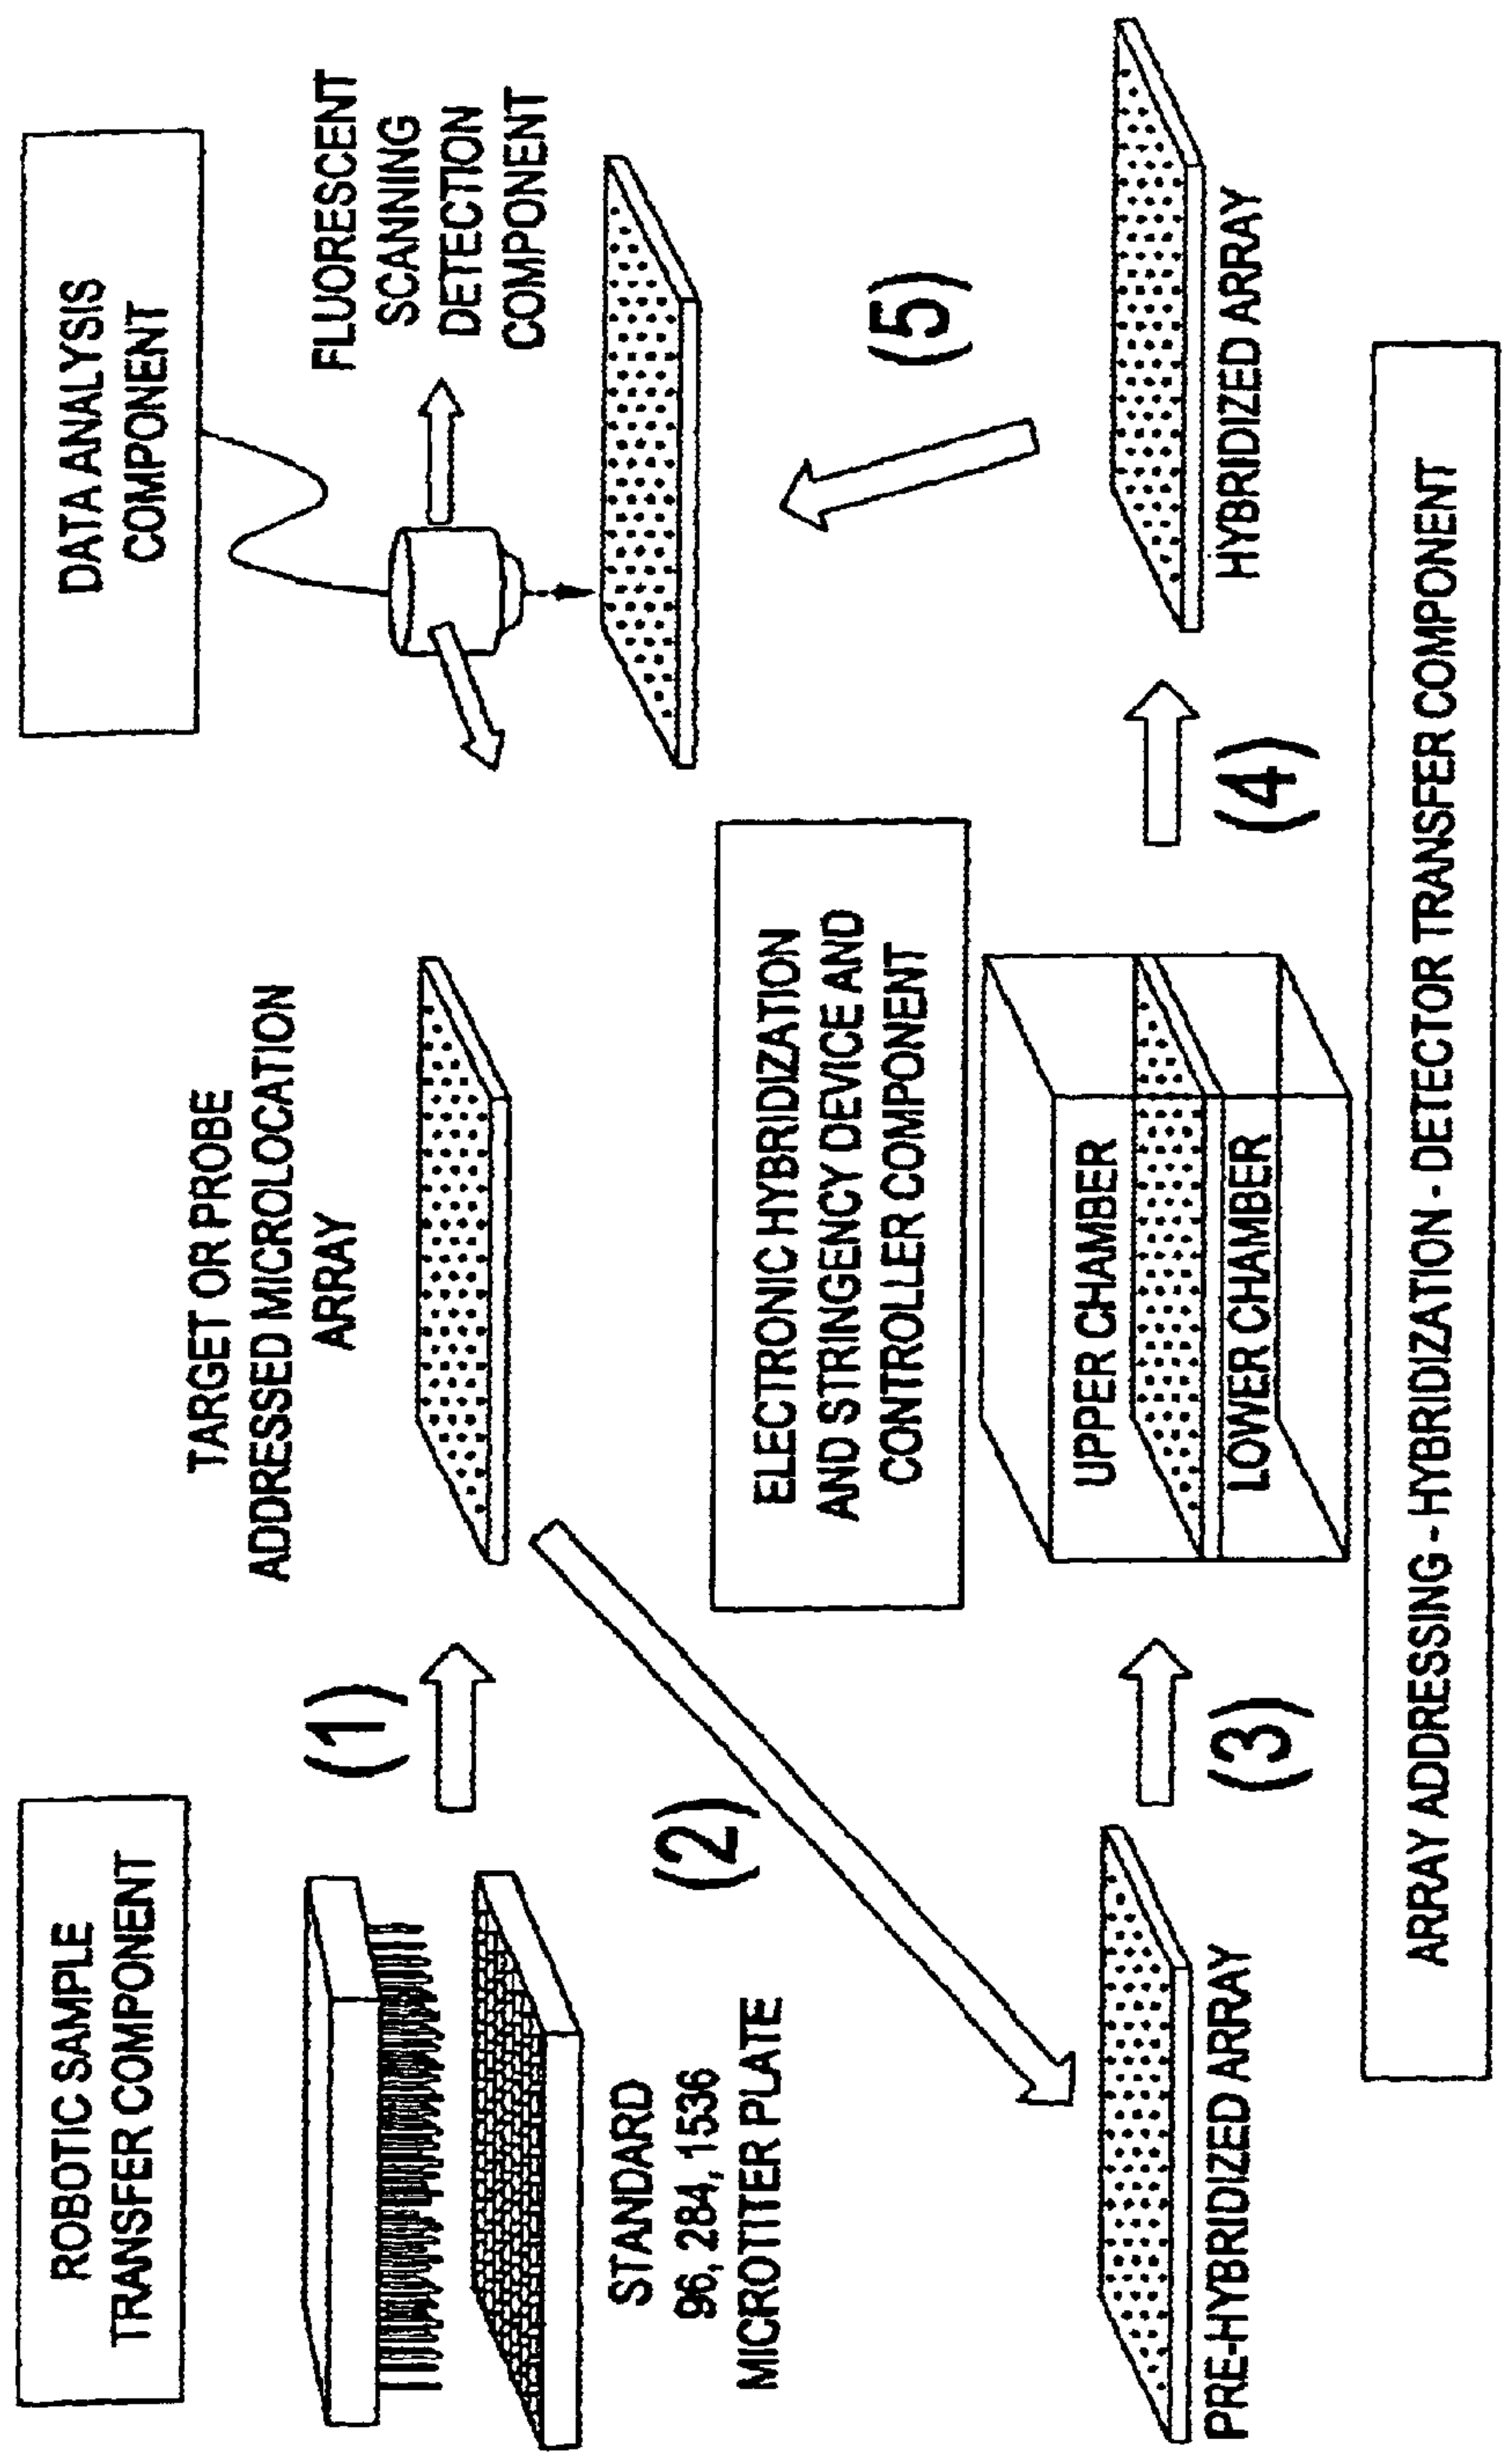 ROBOTIC SAMPLE
TRANSFER COMPONENT
STANDARD
96, 284, 1536
MICROTITER PLATE
(1)
TARGET OR PROBE
ADDRESSED MICROLOCATION
ARRAY
DATA ANALYSIS
COMPONENT
FLUORESCENT
SCANNING
DETECTION
COMPONENT
(2)
PRE-HYBRIDIZED ARRAY
(3)
ELECTRONIC HYBRIDIZATION
AND STRINGENCY DEVICE AND
CONTROLLER COMPONENT
UPPER CHAMBER
LOWER CHAMBER
(4)
HYBRIDIZED ARRAY
(5)
ARRAY ADDRESSING - HYBRIDIZATION - DETECTOR TRANSFER COMPONENT